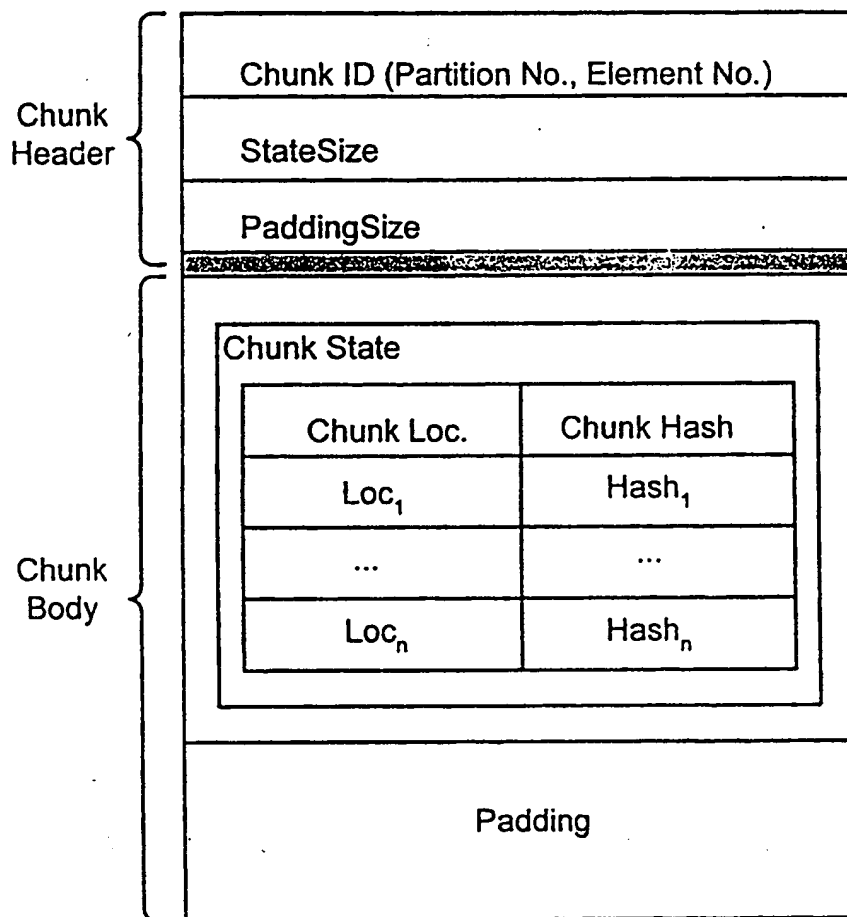 Chunk
Header
Chunk ID (Partition No., Element No.)
StateSize
PaddingSize
Chunk
Body
Chunk State
Chunk Loc. Chunk Hash
Loc₁ Hash₁
... ...
Locₙ Hashₙ
Padding